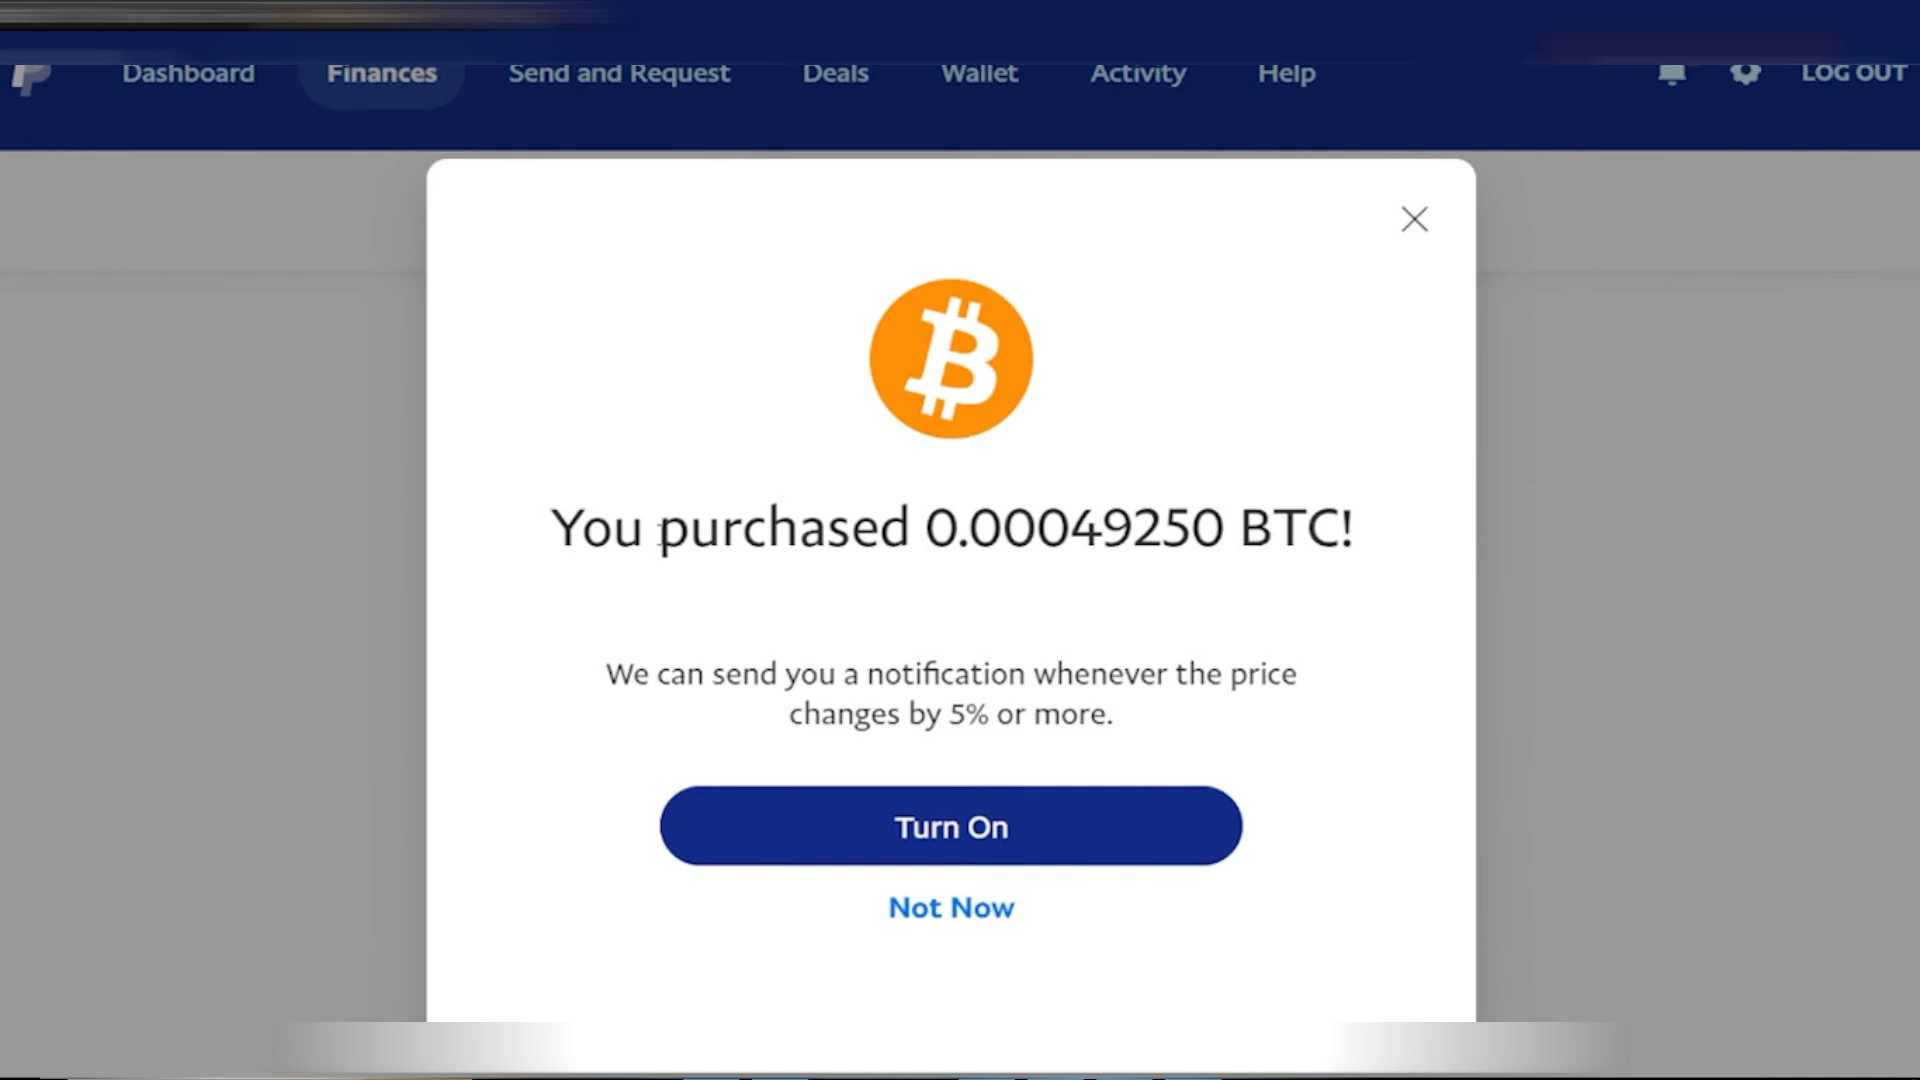 Dashboard Finances Send and Request Deals Wallet Activity Help LOG OUT
You purchased 0.00049250 BTC!
We can send you a notification whenever the price
changes by 5% or more.
Turn On
Not Now